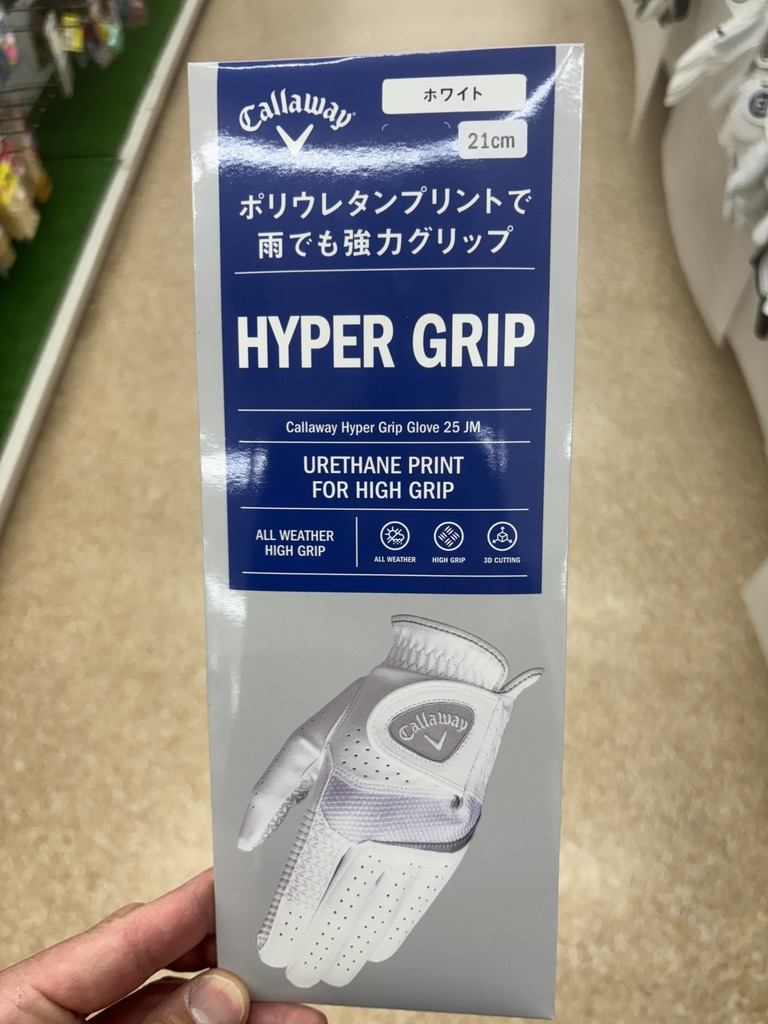 Callaway
ホワイト
21cm
ポリウレタンプリントで
雨でも強力グリップ
HYPER GRIP
Callaway Hyper Grip Glove 25 JM
URETHANE PRINT
FOR HIGH GRIP
ALL WEATHER
HIGH GRIP
ALL WEATHER
HIGH GRIP
3D CUTTING
Callaway